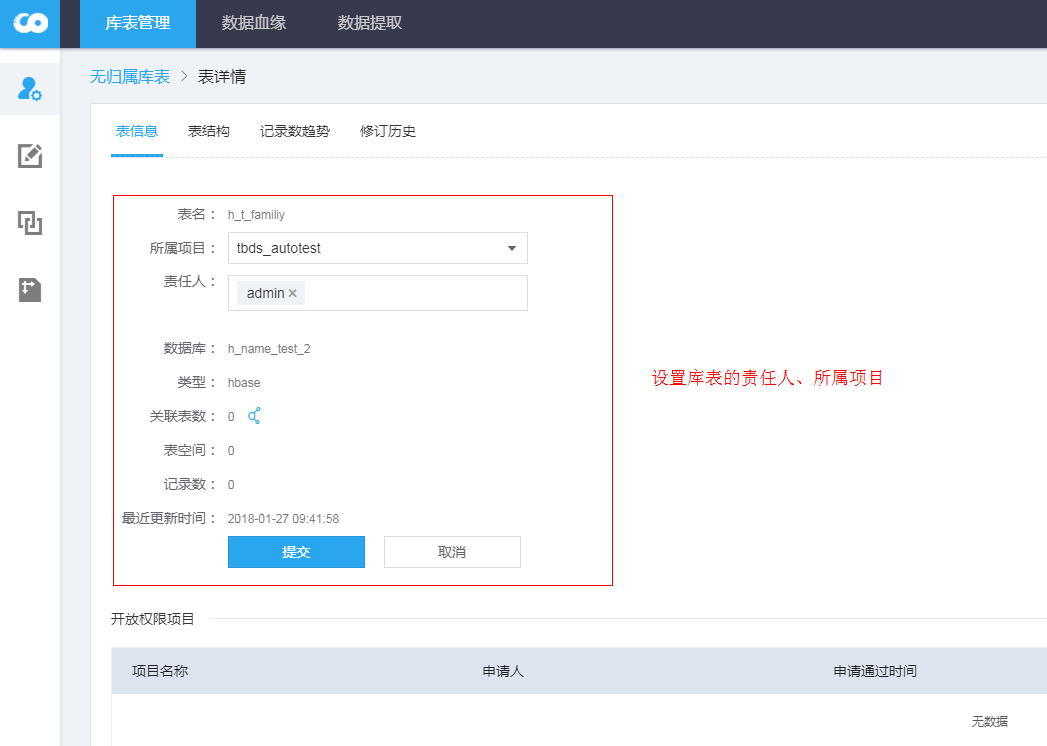 库表管理 数据血缘 数据提取
无归属库表 > 表详情
表信息 表结构 记录数趋势 修订历史
表名： h_t_familiy
所属项目： tbds_autotest
责任人： admin ×
数据库： h_name_test_2
类型： hbase
设置库表的责任人、所属项目
关联表数： 0
表空间： 0
记录数： 0
最近更新时间： 2018-01-27 09:41:58
提交 取消
开放权限项目
项目名称 申请人 申请通过时间
无数据